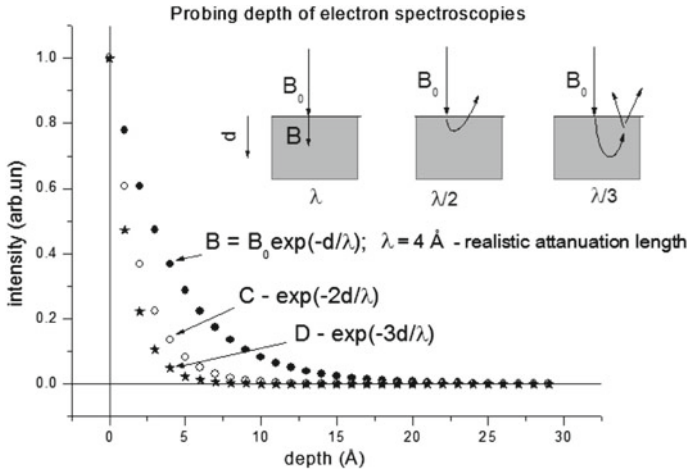 Probing depth of electron spectroscopies
intensity (arb.un)
1.0
0.8
0.6
0.4
0.2
0.0
B₀
B₀
B₀
d
B
λ
λ/2
λ/3
B = B₀exp(-d/λ); λ = 4 Å - realistic attanuation length
C - exp(-2d/λ)
D - exp(-3d/λ)
0 5 10 15 20 25 30
depth (Å)